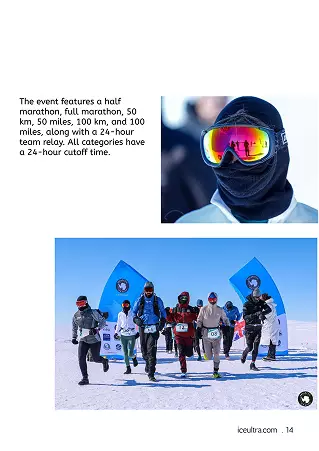 The event features a half
marathon, full marathon, 50
km, 50 miles, 100 km, and 100
miles, along with a 24-hour
team relay. All categories have
a 24-hour cutoff time.
iceultra.com . 14